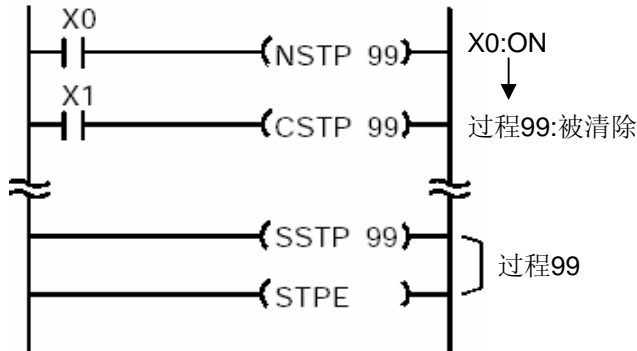 X0
(NSTP 99)
X0:ON
X1
(CSTP 99)
过程99:被清除
(SSTP 99)
过程99
(STPE )